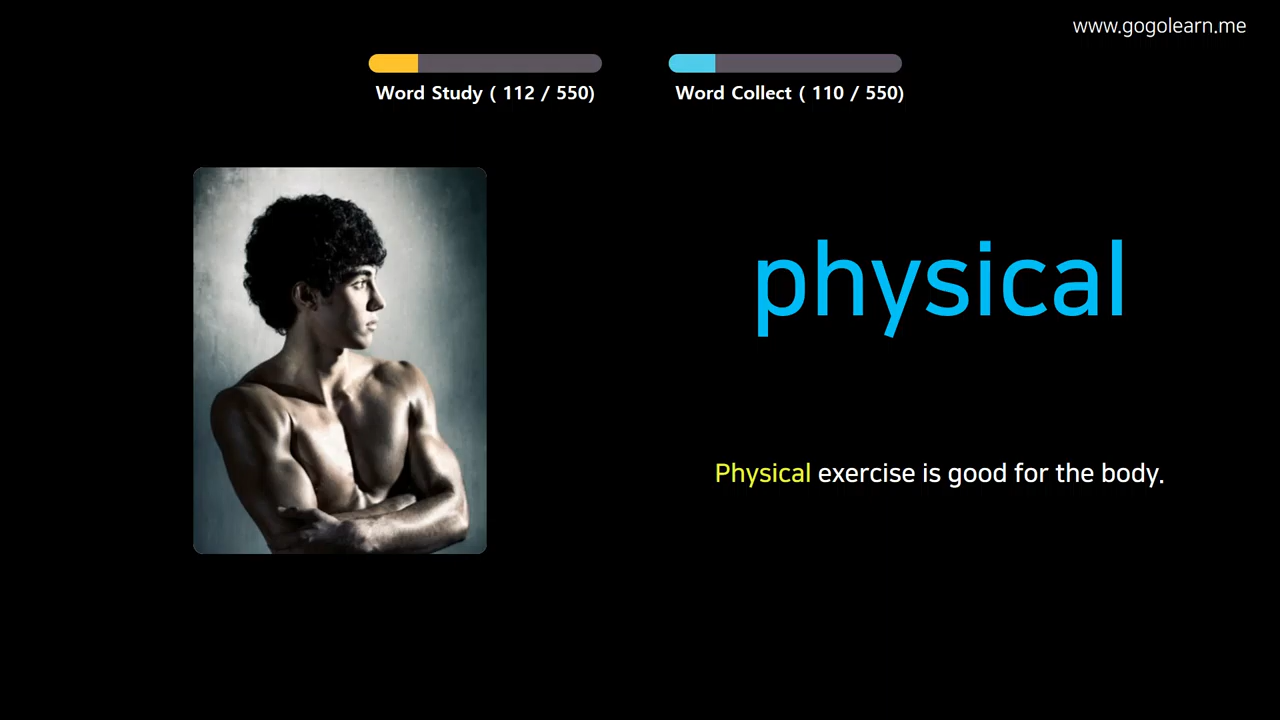 www.gogolearn.me
Word Study ( 112 / 550)
Word Collect ( 110 / 550)
physical
Physical exercise is good for the body.